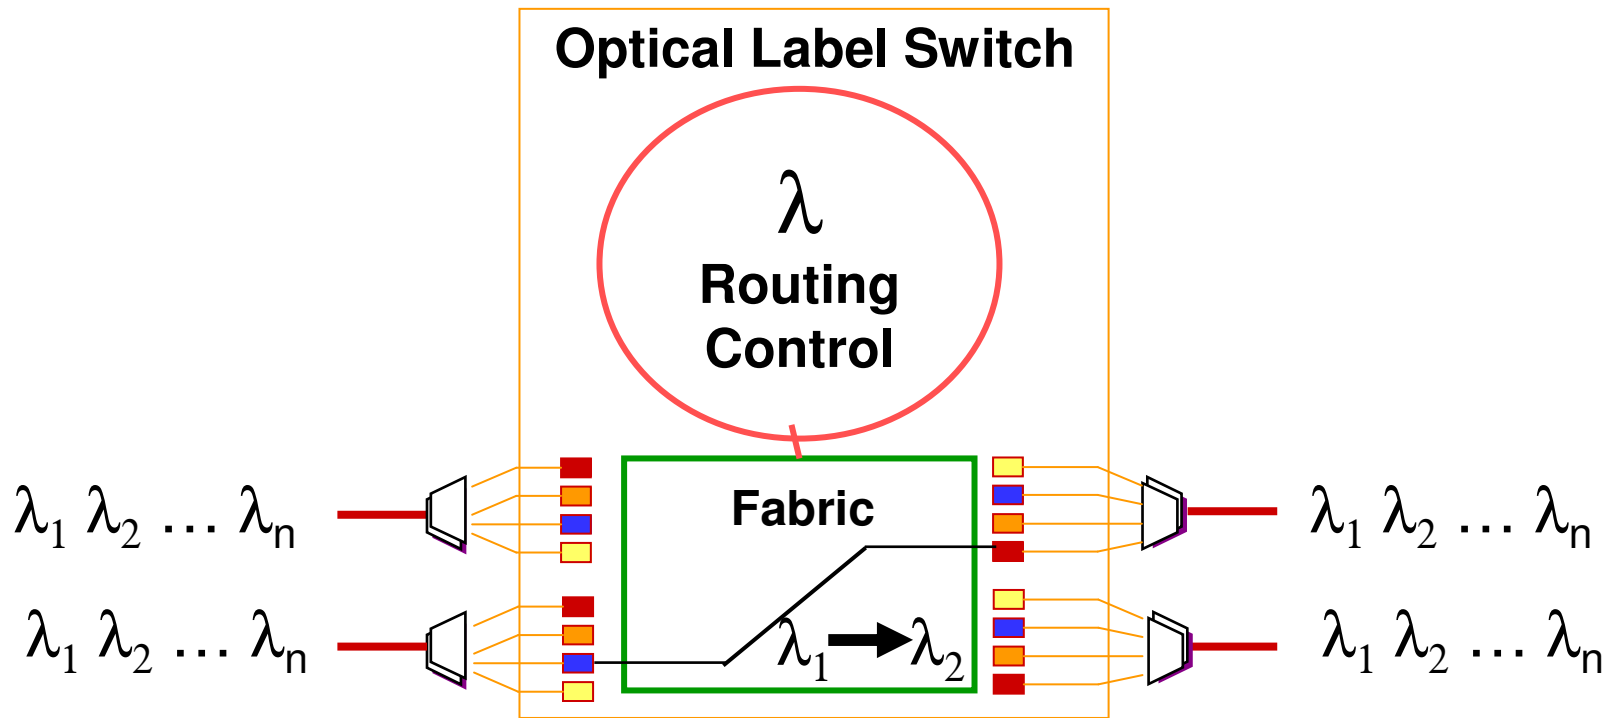 Optical Label Switch
λ
Routing
Control
Fabric
λ1 λ2 … λn
λ1 λ2 … λn
λ1 λ2 … λn
λ1 λ2 … λn
λ1 λ2